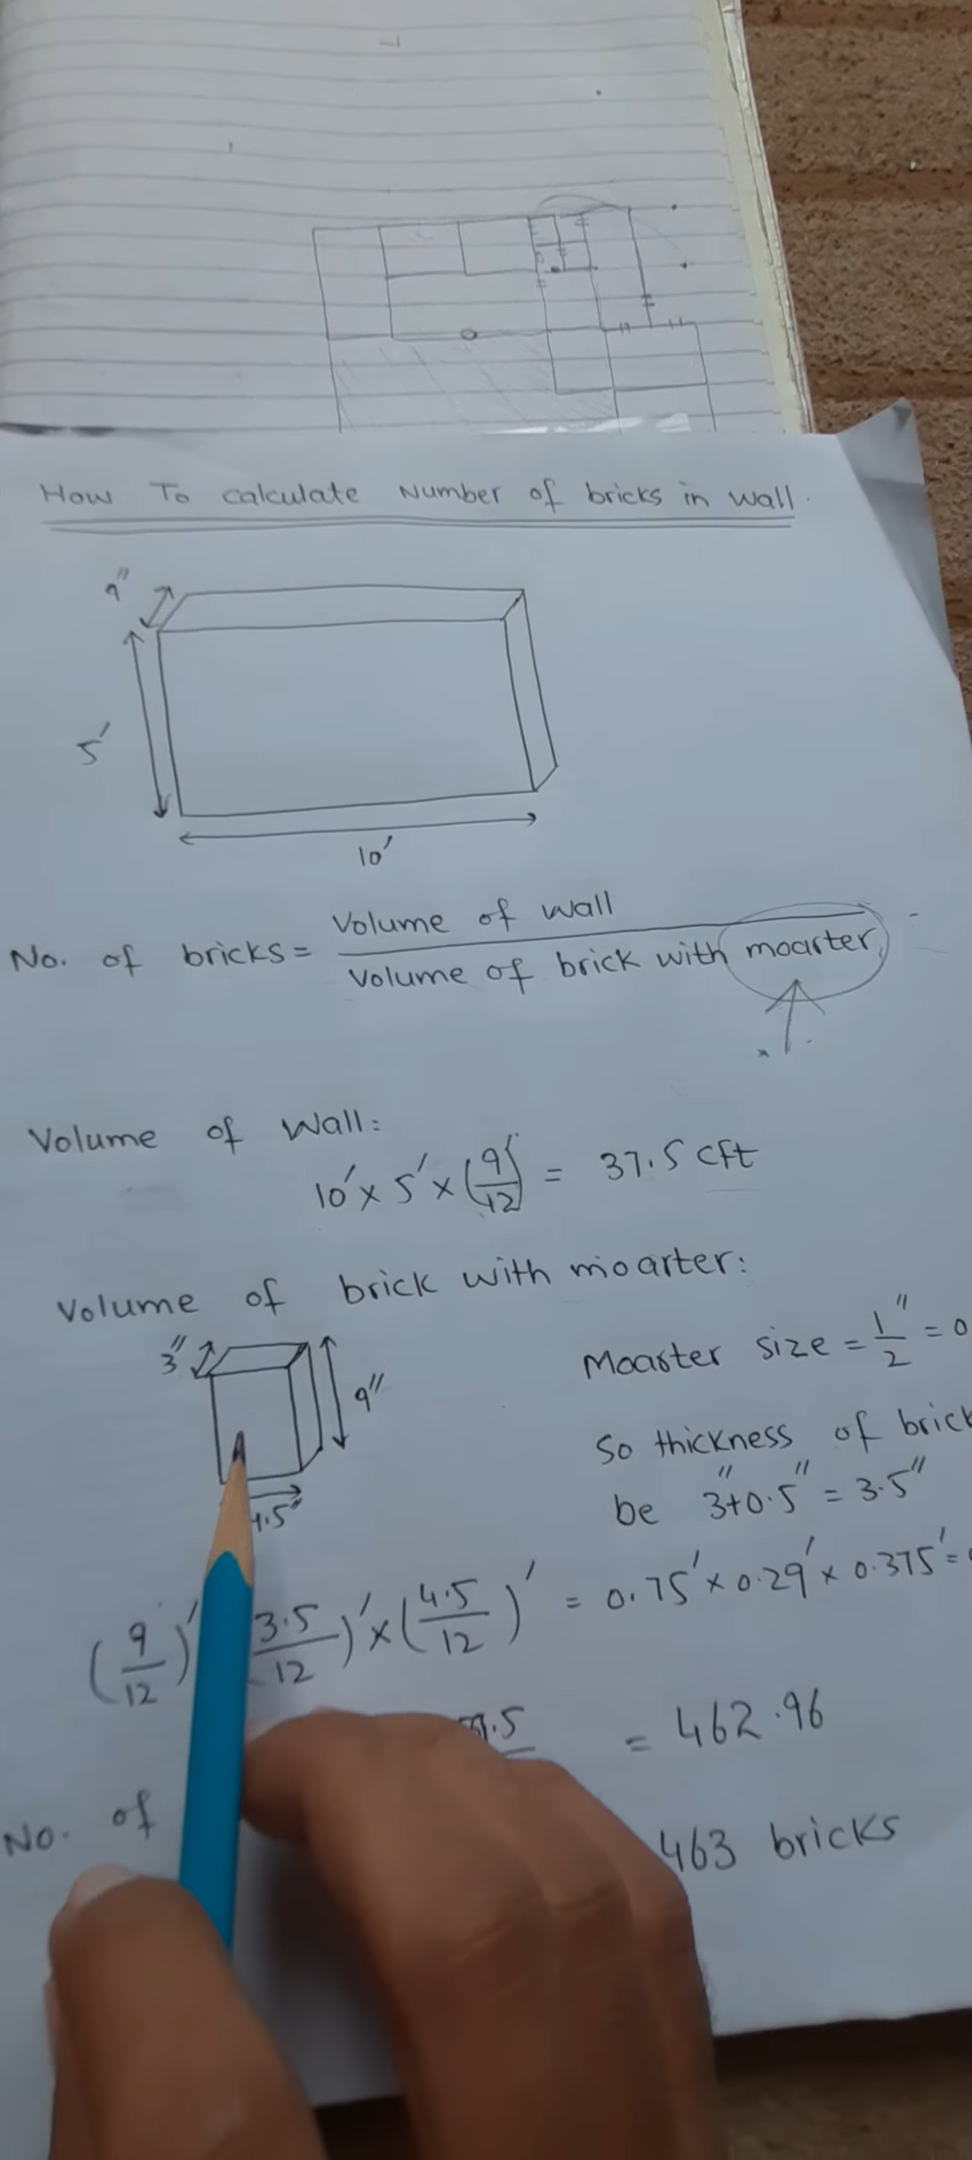 How To calculate Number of bricks in wall.
9"
5'
10'
No. of bricks = Volume of wall / Volume of brick with moarter
Volume of Wall:
10' x 5' x (9/12)' = 37.5 cft
Volume of brick with moarter:
3"
9"
4.5"
Moarter size = 1/2" = 0
So thickness of brick
be 3"+0.5" = 3.5"
(9/12)' (3.5/12)' x (4.5/12)' = 0.75' x 0.29' x 0.375' =
.5 = 462.96
No. of
463 bricks